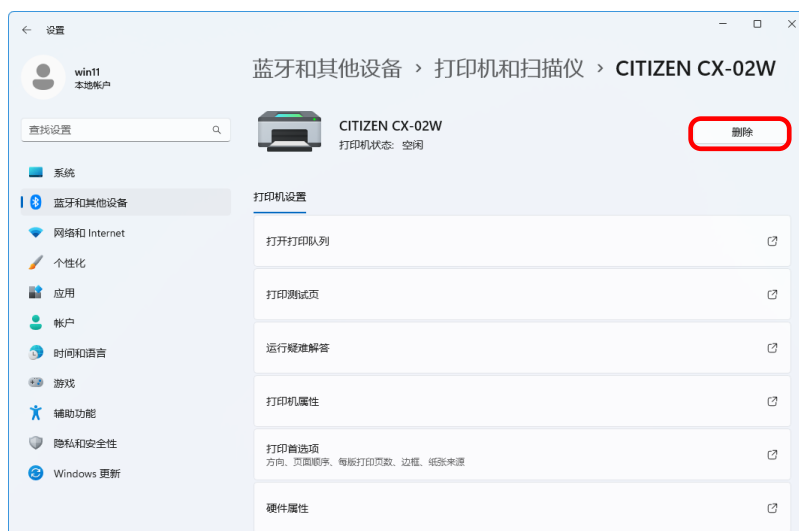 设置
win11
本地帐户
查找设置
系统
蓝牙和其他设备
网络和 Internet
个性化
应用
帐户
时间和语言
游戏
辅助功能
隐私和安全性
Windows 更新
蓝牙和其他设备 › 打印机和扫描仪 › CITIZEN CX-02W
CITIZEN CX-02W
打印机状态: 空闲
删除
打印机设置
打开打印队列
打印测试页
运行疑难解答
打印机属性
打印首选项
方向、页面顺序、每版打印页数、边框、纸张来源
硬件属性